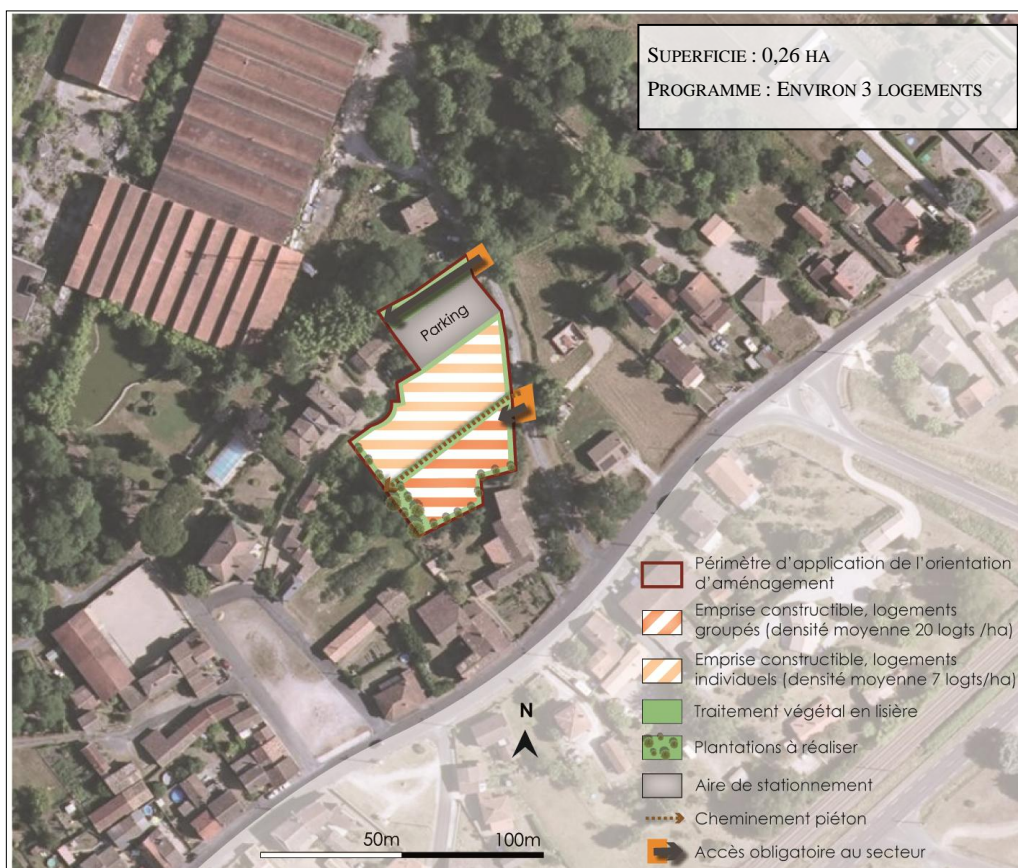 SUPERFICIE : 0,26 HA
PROGRAMME : ENVIRON 3 LOGEMENTS
Parking
Périmètre d'application de l'orientation
d'aménagement
Emprise constructible, logements
groupés (densité moyenne 20 logts /ha)
Emprise constructible, logements
individuels (densité moyenne 7 logts/ha)
Traitement végétal en lisière
N
Plantations à réaliser
Aire de stationnement
Cheminement piéton
50m
100m
Accès obligatoire au secteur